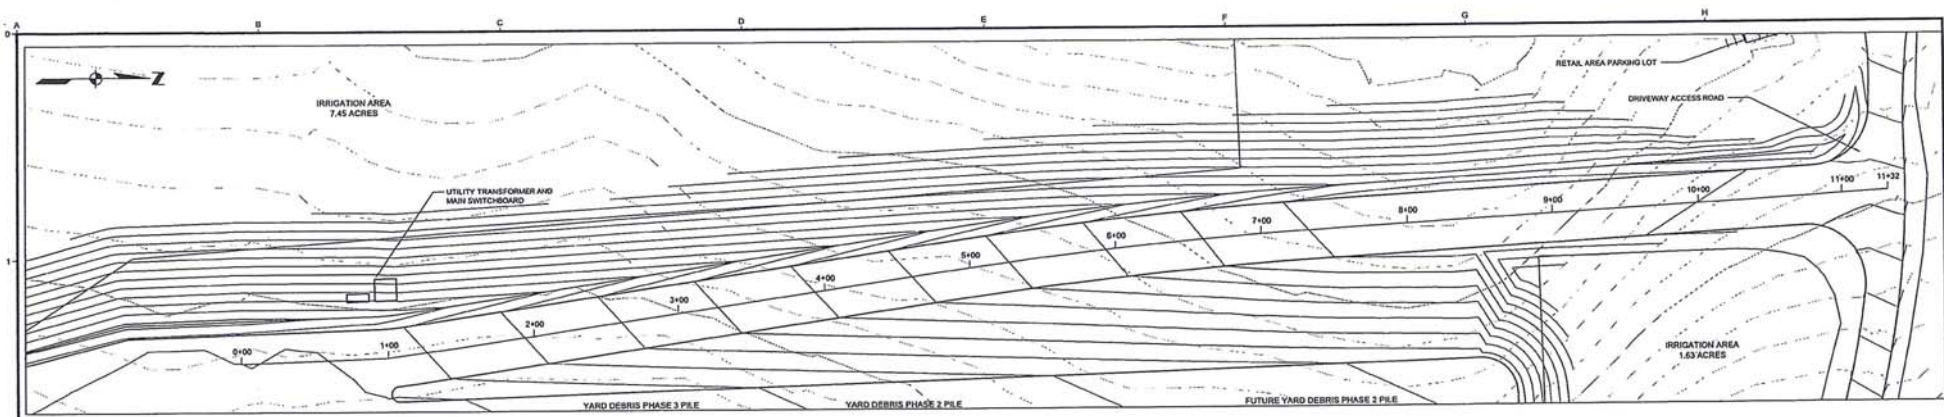 A B C D E F G H
0
Z
RETAIL AREA PARKING LOT
IRRIGATION AREA
7.45 ACRES
DRIVEWAY ACCESS ROAD
UTILITY TRANSFORMER AND
MAIN SWITCHBOARD
1
0+00 1+00 2+00 3+00 4+00 5+00 6+00 7+00 8+00 9+00 10+00 11+00 11+32
IRRIGATION AREA
1.63 ACRES
YARD DEBRIS PHASE 3 PILE
YARD DEBRIS PHASE 2 PILE
FUTURE YARD DEBRIS PHASE 2 PILE